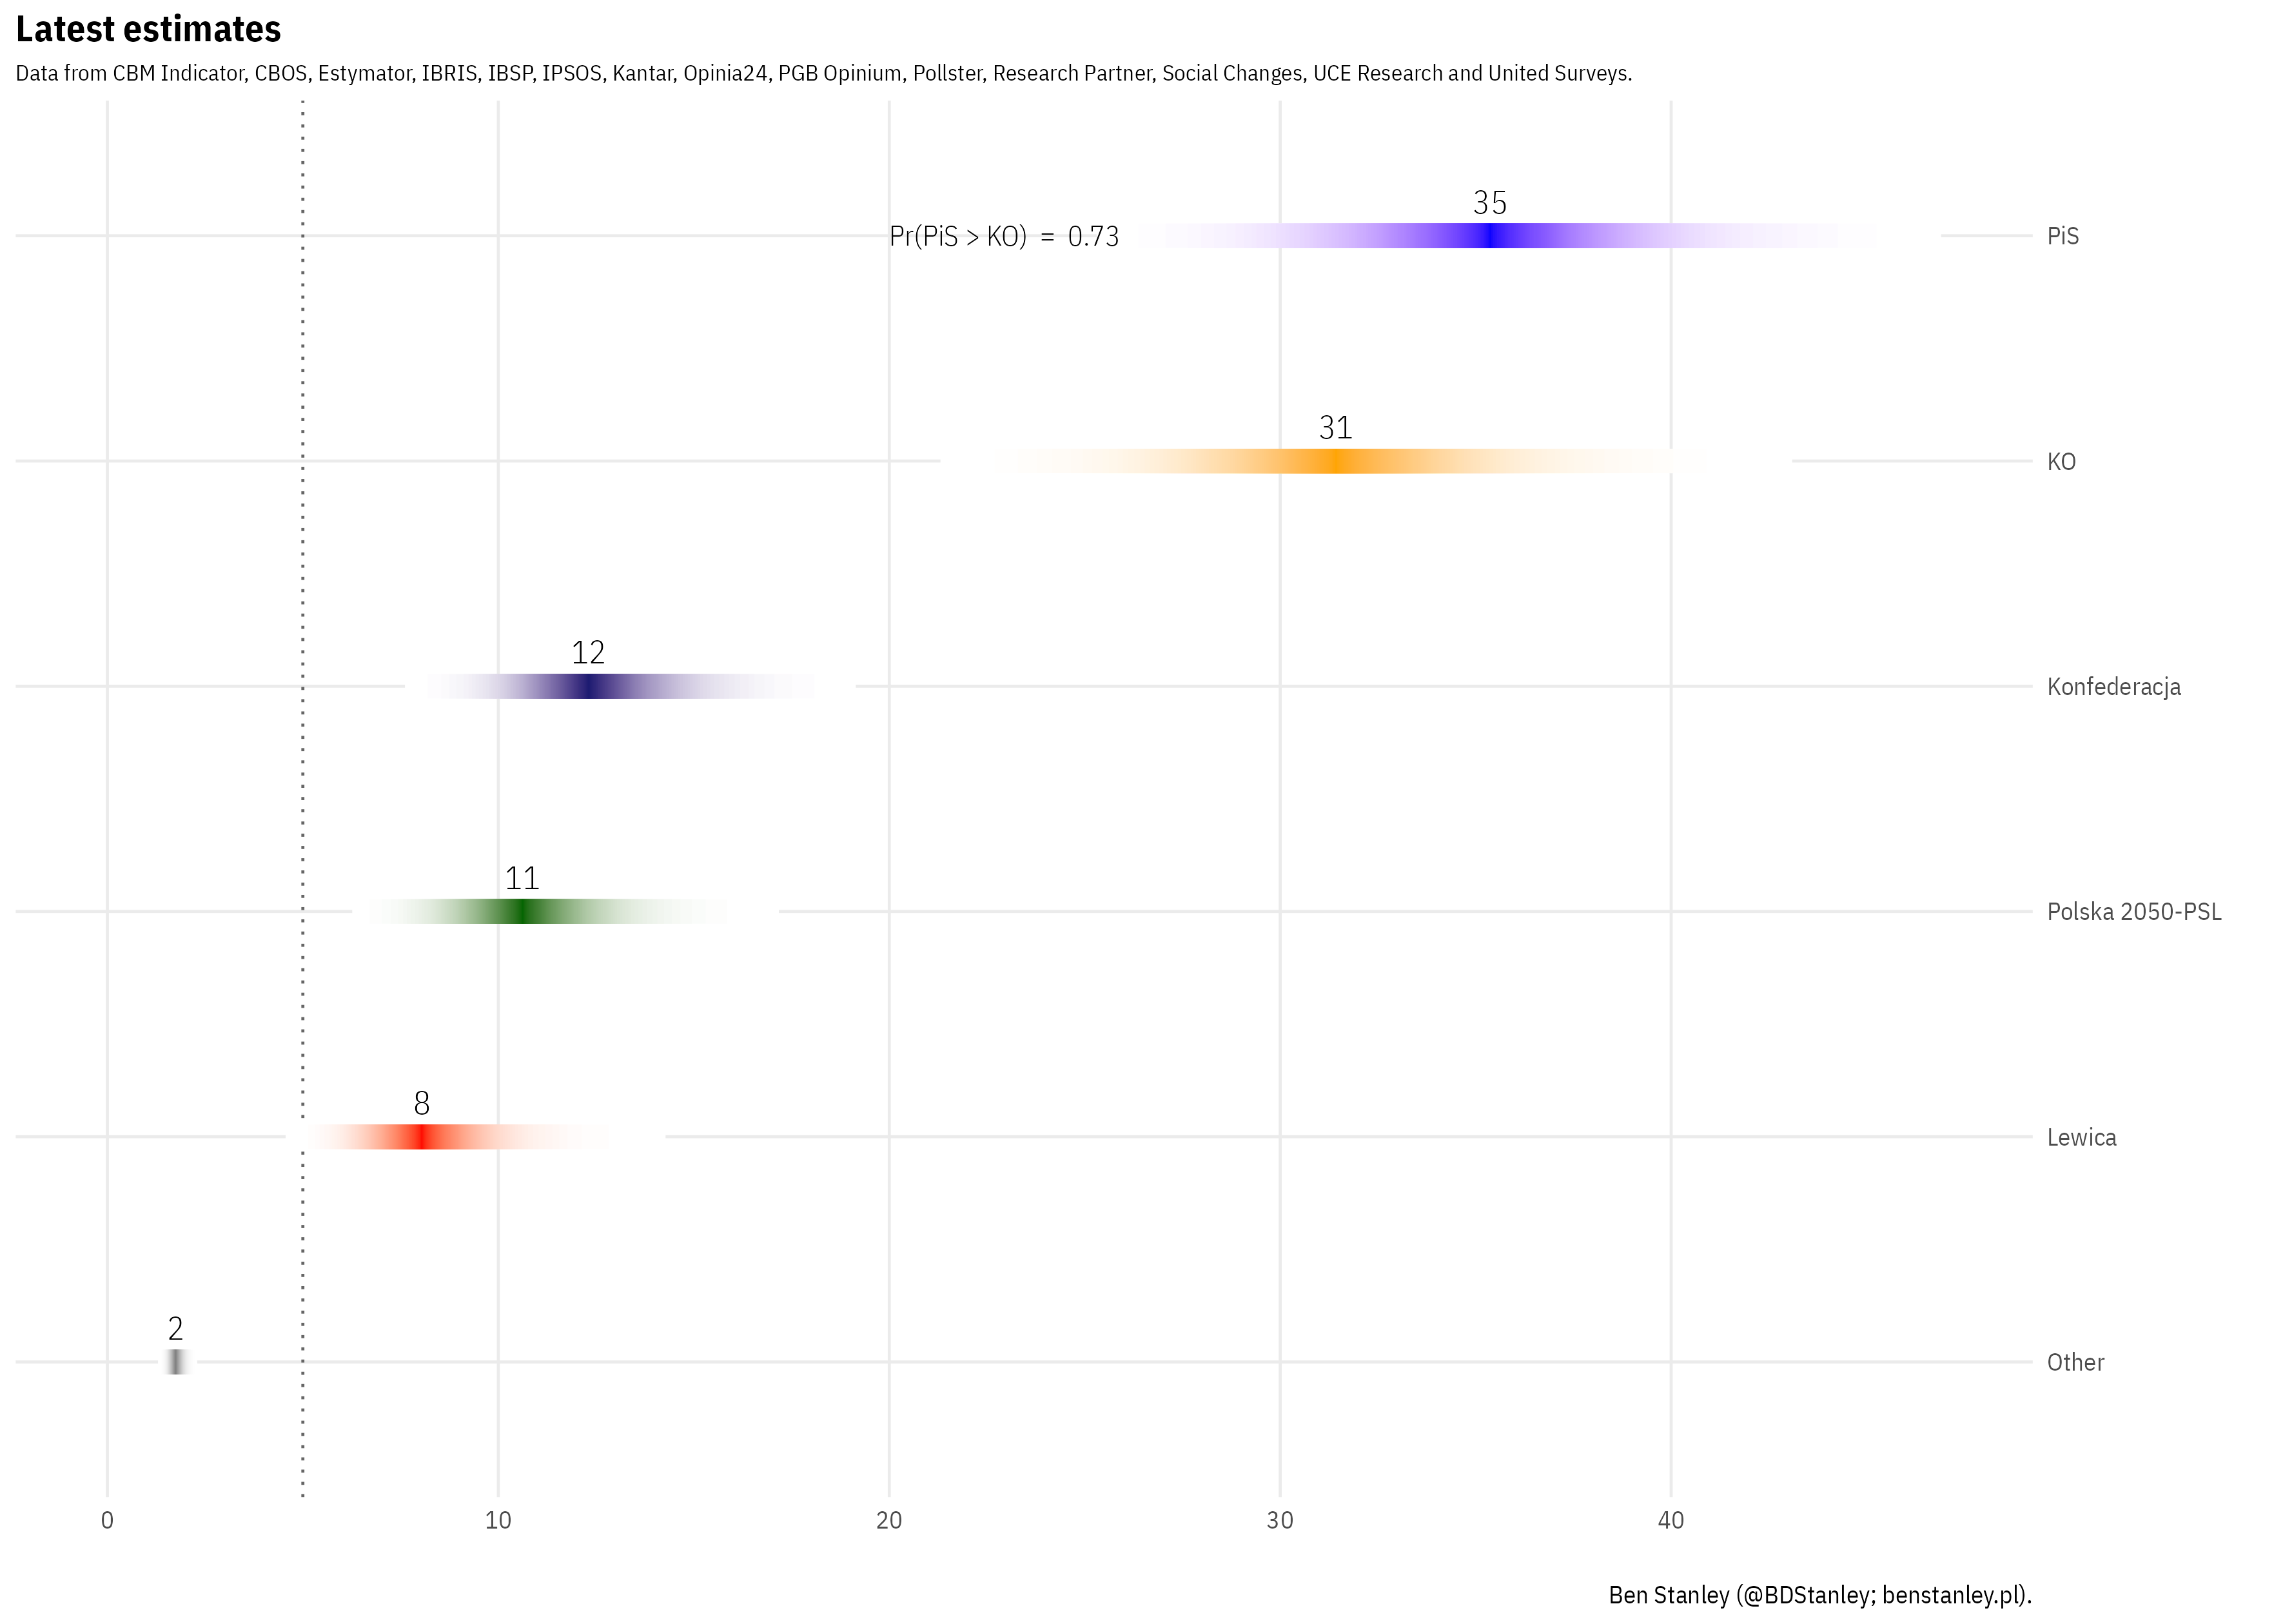 Latest estimates
Data from CBM Indicator, CBOS, Estymator, IBRIS, IBSP, IPSOS, Kantar, Opinia24, PGB Opinium, Pollster, Research Partner, Social Changes, UCE Research and United Surveys.
35
Pr(PiS > KO) = 0.73
PiS
31
KO
12
Konfederacja
11
Polska 2050-PSL
8
Lewica
2
Other
0 10 20 30 40
Ben Stanley (@BDStanley; benstanley.pl).